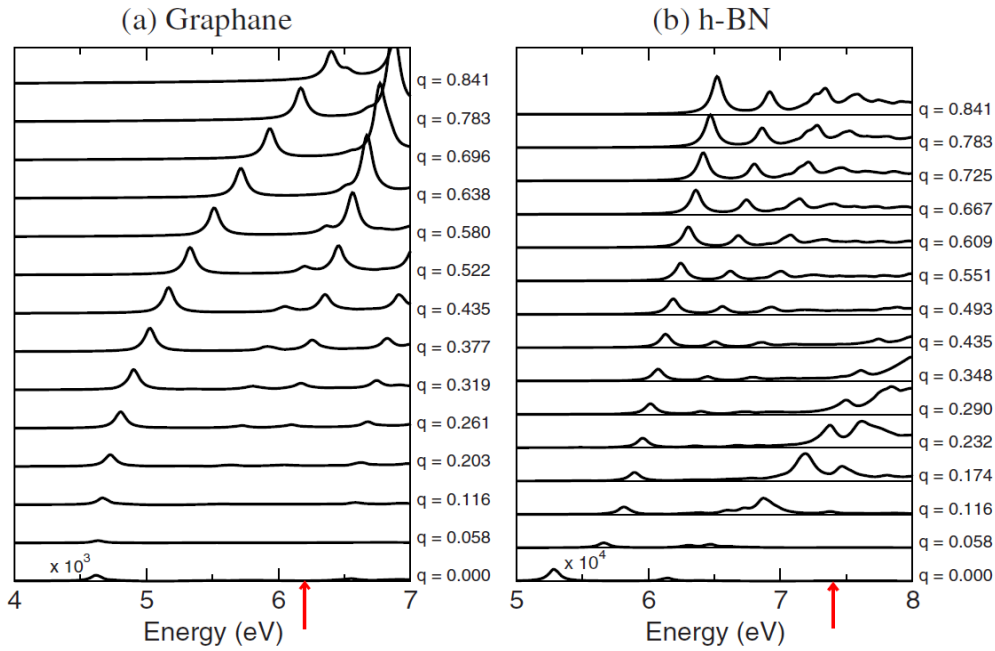 (a) Graphane
q = 0.841
q = 0.783
q = 0.696
q = 0.638
q = 0.580
q = 0.522
q = 0.435
q = 0.377
q = 0.319
q = 0.261
q = 0.203
q = 0.116
q = 0.058
x 10³
q = 0.000
4 5 6 7
Energy (eV)
(b) h-BN
q = 0.841
q = 0.783
q = 0.725
q = 0.667
q = 0.609
q = 0.551
q = 0.493
q = 0.435
q = 0.348
q = 0.290
q = 0.232
q = 0.174
q = 0.116
q = 0.058
x 10⁴
q = 0.000
5 6 7 8
Energy (eV)